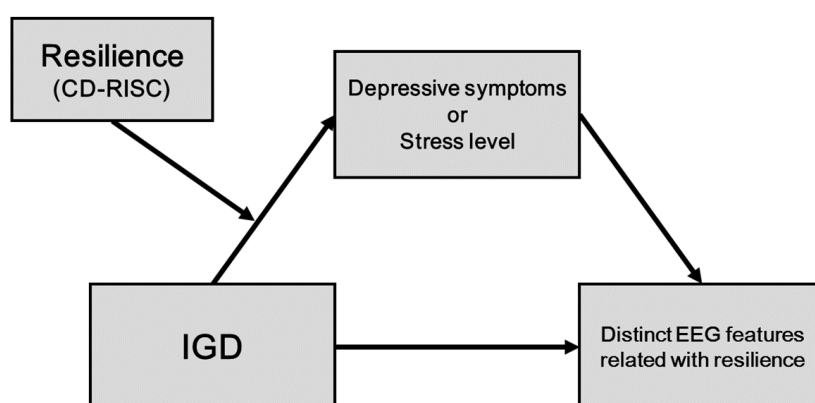 Resilience
(CD-RISC)
Depressive symptoms
or
Stress level
IGD
Distinct EEG features
related with resilience